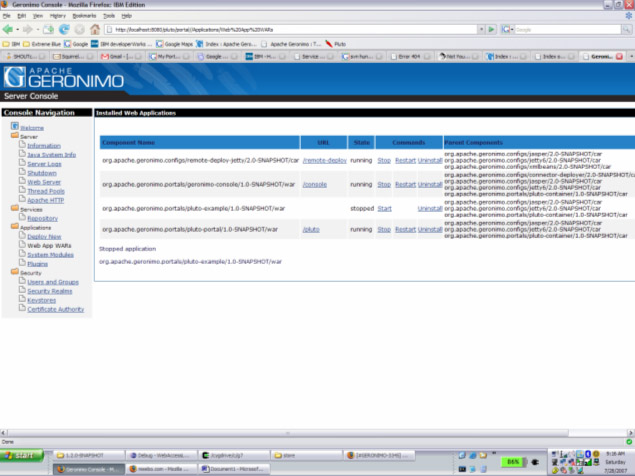 Geronimo Console - Mozilla Firefox: IBM Edition
File Edit View History Bookmarks Tools Help
http://localhost:8080/pluto/portal/Applications/Web%20App%20WARs
Google
IBM Extreme Blue Google IBM developerWorks ... Google Maps Index - Apache Gero... Apache Geronimo : T... Pluto
Gmail - [... My Port... Google ... IBM - H... Service ... Error 404 Not You... Index ... Index o... Geroni...
APACHE
GERONIMO
Server Console
Console Navigation
Welcome
Server
Information
Java System Info
Server Logs
Shutdown
Web Server
Thread Pools
Apache HTTP
Services
Repository
Applications
Deploy New
Web App WARs
System Modules
Plugins
Security
Users and Groups
Security Realms
Keystores
Certificate Authority
Installed Web Applications
Component Name URL State Commands Parent Components
org.apache.geronimo.configs/remote-deploy-jetty/2.0-SNAPSHOT/car /remote-deploy running Stop Restart Uninstall
org.apache.geronimo.configs/jasper/2.0-SNAPSHOT/car
org.apache.geronimo.configs/jetty6/2.0-SNAPSHOT/car
org.apache.geronimo.configs/xmlbeans/2.0-SNAPSHOT/car
org.apache.geronimo.portals/geronimo-console/1.0-SNAPSHOT/war /console running Stop Restart Uninstall
org.apache.geronimo.configs/connector-deployer/2.0-SNAPSHOT/c
org.apache.geronimo.configs/jasper/2.0-SNAPSHOT/car
org.apache.geronimo.configs/jetty6/2.0-SNAPSHOT/car
org.apache.geronimo.portals/pluto-container/1.0-SNAPSHOT/car
org.apache.geronimo.portals/pluto-example/1.0-SNAPSHOT/war stopped Start Uninstall
org.apache.geronimo.configs/jasper/2.0-SNAPSHOT/car
org.apache.geronimo.configs/jetty6/2.0-SNAPSHOT/car
org.apache.geronimo.portals/pluto-container/1.0-SNAPSHOT/car
org.apache.geronimo.portals/pluto-portal/1.0-SNAPSHOT/war /pluto running Stop Restart Uninstall
org.apache.geronimo.configs/jasper/2.0-SNAPSHOT/car
org.apache.geronimo.configs/jetty6/2.0-SNAPSHOT/car
org.apache.geronimo.portals/pluto-container/1.0-SNAPSHOT/car
Stopped application
org.apache.geronimo.portals/pluto-example/1.0-SNAPSHOT/war
Done
start
1.2.0-SNAPSHOT
Debug - WebAccessL...
store
Geronimo Console - M...
meebo.com - Mozilla ...
Document1 - Microsof...
86%
9:36 AM
Saturday
7/28/2007